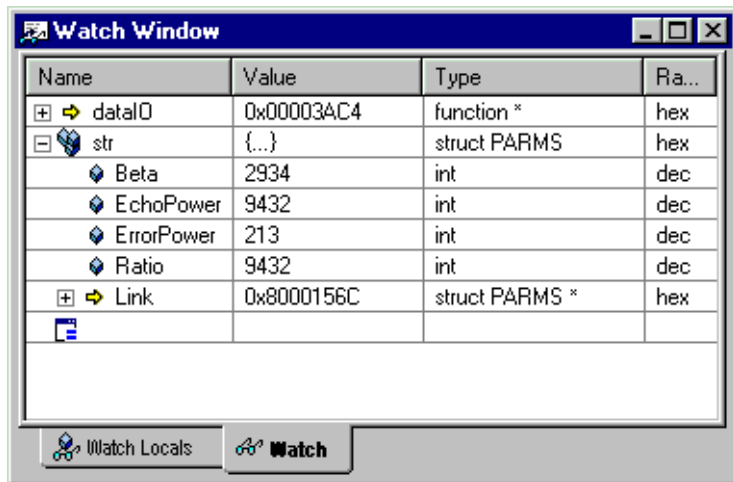 Watch Window
Name Value Type Ra...
dataIO 0x00003AC4 function * hex
str {...} struct PARMS hex
Beta 2934 int dec
EchoPower 9432 int dec
ErrorPower 213 int dec
Ratio 9432 int dec
Link 0x8000156C struct PARMS * hex
Watch Locals Watch